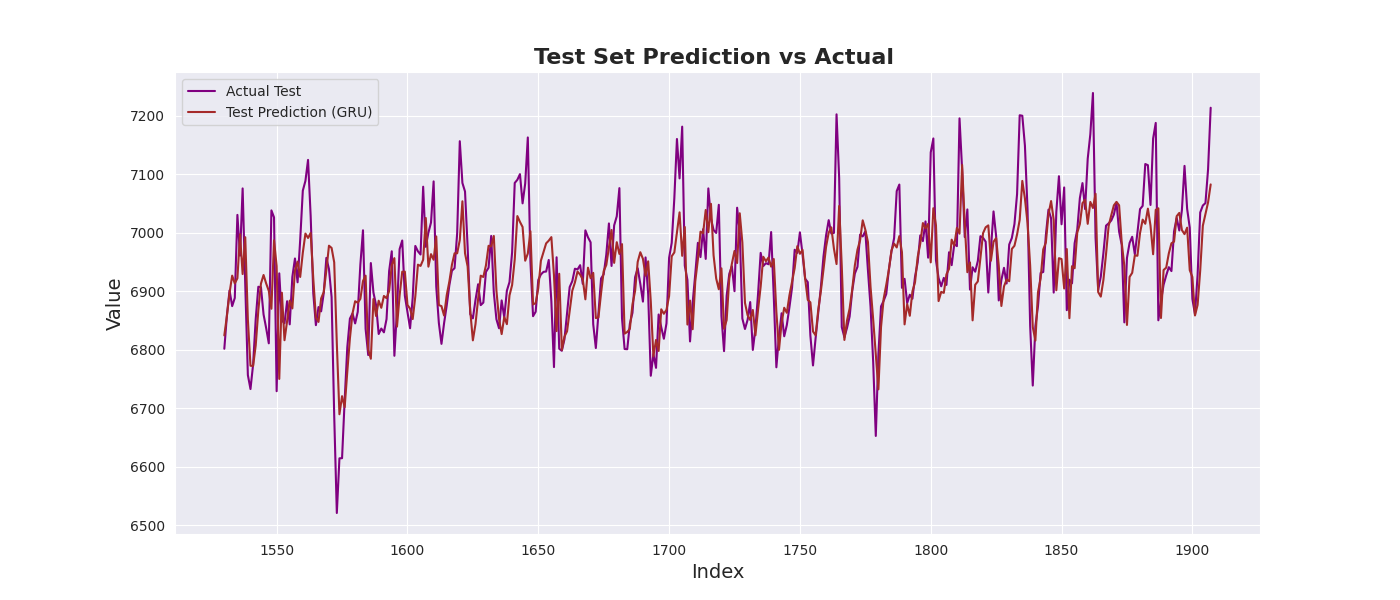 Test Set Prediction vs Actual
Actual Test
Test Prediction (GRU)
Value
7200
7100
7000
6900
6800
6700
6600
6500
1550 1600 1650 1700 1750 1800 1850 1900
Index